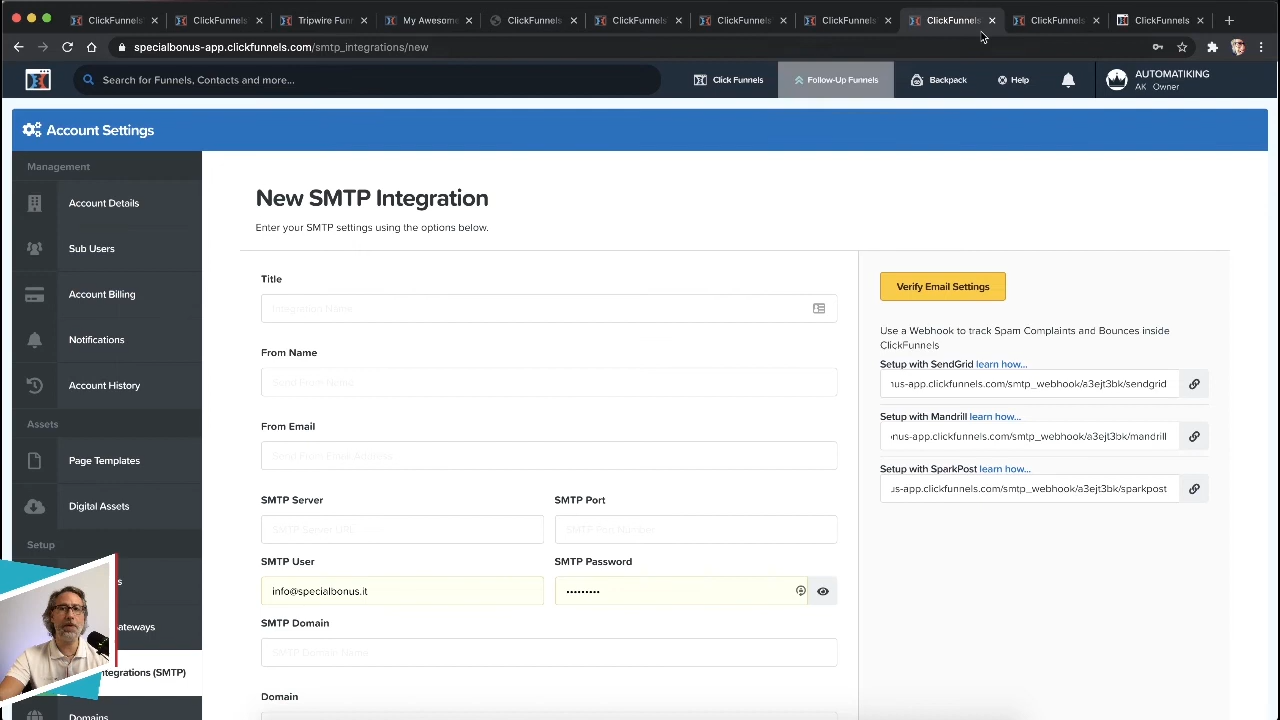 ClickFunnels
ClickFunnels
Tripwire Fun
My Awesome
ClickFunnels
ClickFunnels
ClickFunnels
ClickFunnels
ClickFunnels
ClickFunnels
ClickFunnels
specialbonus-app.clickfunnels.com/smtp_integrations/new
Search for Funnels, Contacts and more...
Click Funnels
Follow-Up Funnels
Backpack
Help
AUTOMATIKING
AK Owner
Account Settings
Management
Account Details
Sub Users
Account Billing
Notifications
Account History
Assets
Page Templates
Digital Assets
Setup
s
ateways
ntegrations (SMTP)
Domains
New SMTP Integration
Enter your SMTP settings using the options below.
Title
Integration Name
From Name
Send From Name
From Email
Send From Email Address
SMTP Server
SMTP Port
SMTP Server URL
SMTP Port Number
SMTP User
SMTP Password
info@specialbonus.it
•••••••••
SMTP Domain
SMTP Domain Name
Domain
Verify Email Settings
Use a Webhook to track Spam Complaints and Bounces inside
ClickFunnels
Setup with SendGrid learn how...
nus-app.clickfunnels.com/smtp_webhook/a3ejt3bk/sendgrid
Setup with Mandrill learn how...
nus-app.clickfunnels.com/smtp_webhook/a3ejt3bk/mandrill
Setup with SparkPost learn how...
us-app.clickfunnels.com/smtp_webhook/a3ejt3bk/sparkpost